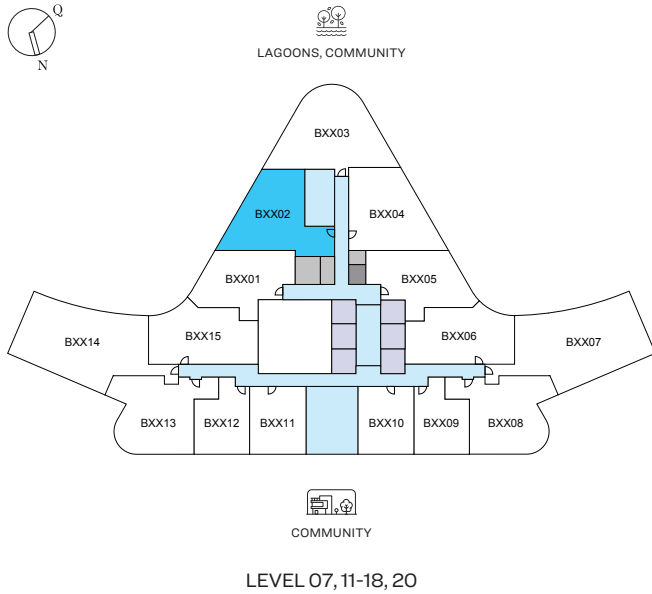 Q
N
LAGOONS, COMMUNITY
BXX03
BXX02
BXX04
BXX01
BXX05
BXX15
BXX06
BXX14
BXX07
BXX13
BXX12
BXX11
BXX10
BXX09
BXX08
COMMUNITY
LEVEL 07, 11-18, 20